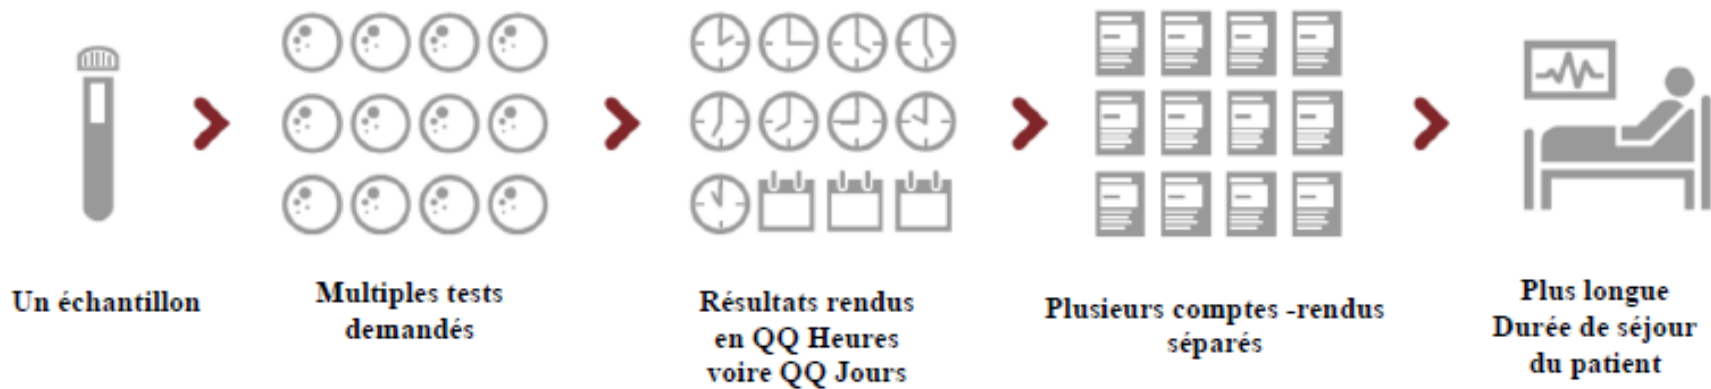 Un échantillon
Multiples tests
demandés
Résultats rendus
en QQ Heures
voire QQ Jours
Plusieurs comptes -rendus
séparés
Plus longue
Durée de séjour
du patient